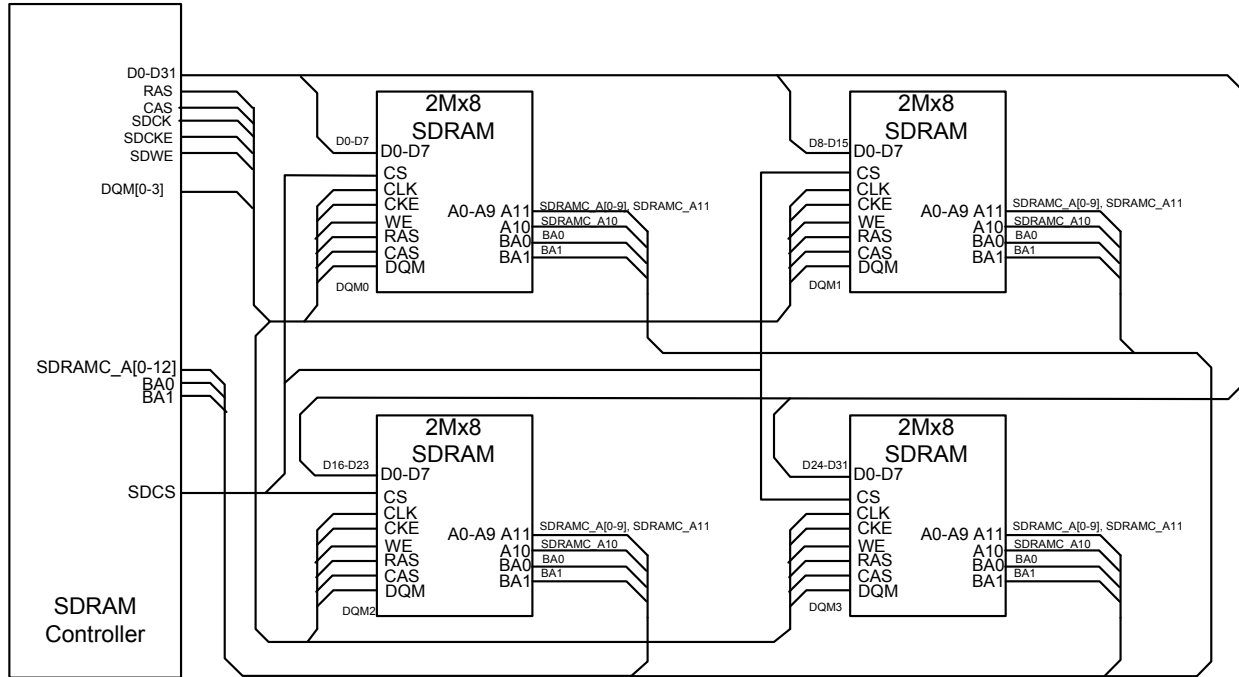 D0-D31
RAS
CAS
SDCK
SDCKE
SDWE
DQM[0-3]
SDRAMC_A[0-12]
BA0
BA1
SDCS
SDRAM
Controller
2Mx8
SDRAM
D0-D7
D0-D7
CS
CLK
CKE
WE
RAS
CAS
DQM
DQM0
A0-A9 A11
A10
BA0
BA1
SDRAMC_A[0-9], SDRAMC_A11
SDRAMC_A10
BA0
BA1
2Mx8
SDRAM
D8-D15
D0-D7
CS
CLK
CKE
WE
RAS
CAS
DQM
DQM1
A0-A9 A11
A10
BA0
BA1
SDRAMC_A[0-9], SDRAMC_A11
SDRAMC_A10
BA0
BA1
2Mx8
SDRAM
D16-D23
D0-D7
CS
CLK
CKE
WE
RAS
CAS
DQM
DQM2
A0-A9 A11
A10
BA0
BA1
SDRAMC_A[0-9], SDRAMC_A11
SDRAMC_A10
BA0
BA1
2Mx8
SDRAM
D24-D31
D0-D7
CS
CLK
CKE
WE
RAS
CAS
DQM
DQM3
A0-A9 A11
A10
BA0
BA1
SDRAMC_A[0-9], SDRAMC_A11
SDRAMC_A10
BA0
BA1